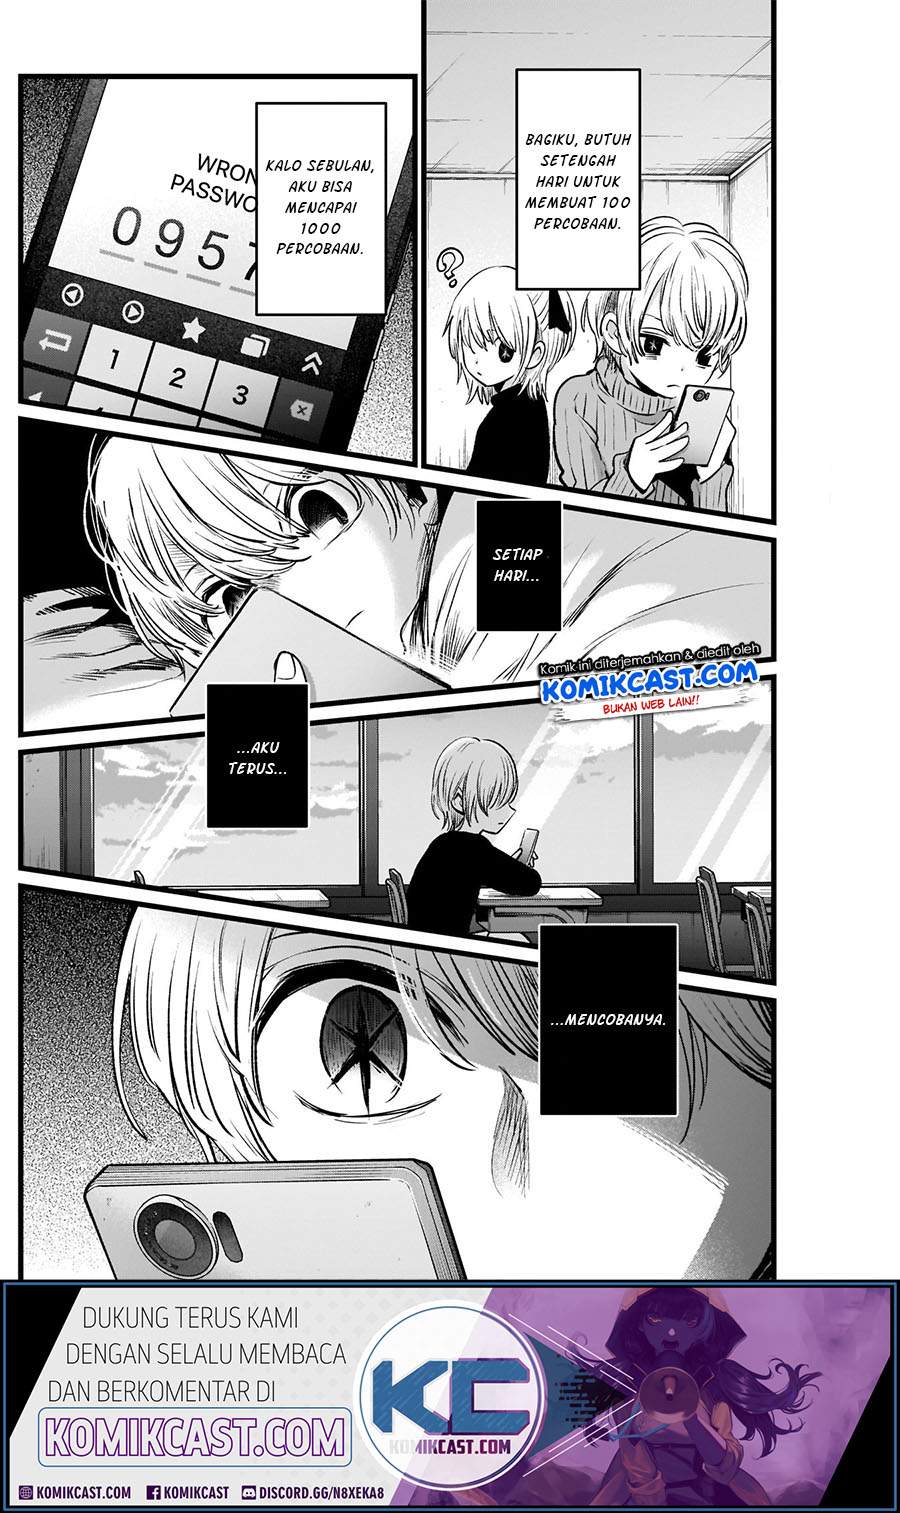 BAGIKU, BUTUH
SETENGAH
HARI UNTUK
MEMBUAT 100
PERCOBAAN.
KALO SEBULAN,
AKU BISA
MENCAPAI
1000
PERCOBAAN.
WRON
PASSWO
0957
1
2
3
?
SETIAP
HARI...
Komik ini diterjemahkan & diedit oleh
KOMIKCAST.COM
BUKAN WEB LAIN!!
...AKU
TERUS...
...MENCOBANYA.
DUKUNG TERUS KAMI
DENGAN SELALU MEMBACA
DAN BERKOMENTAR DI
KOMIKCAST.COM
KOMIKCAST.COM
KOMIKCAST
DISCORD.GG/N8XEKA8
KC
KOMIKCAST.COM